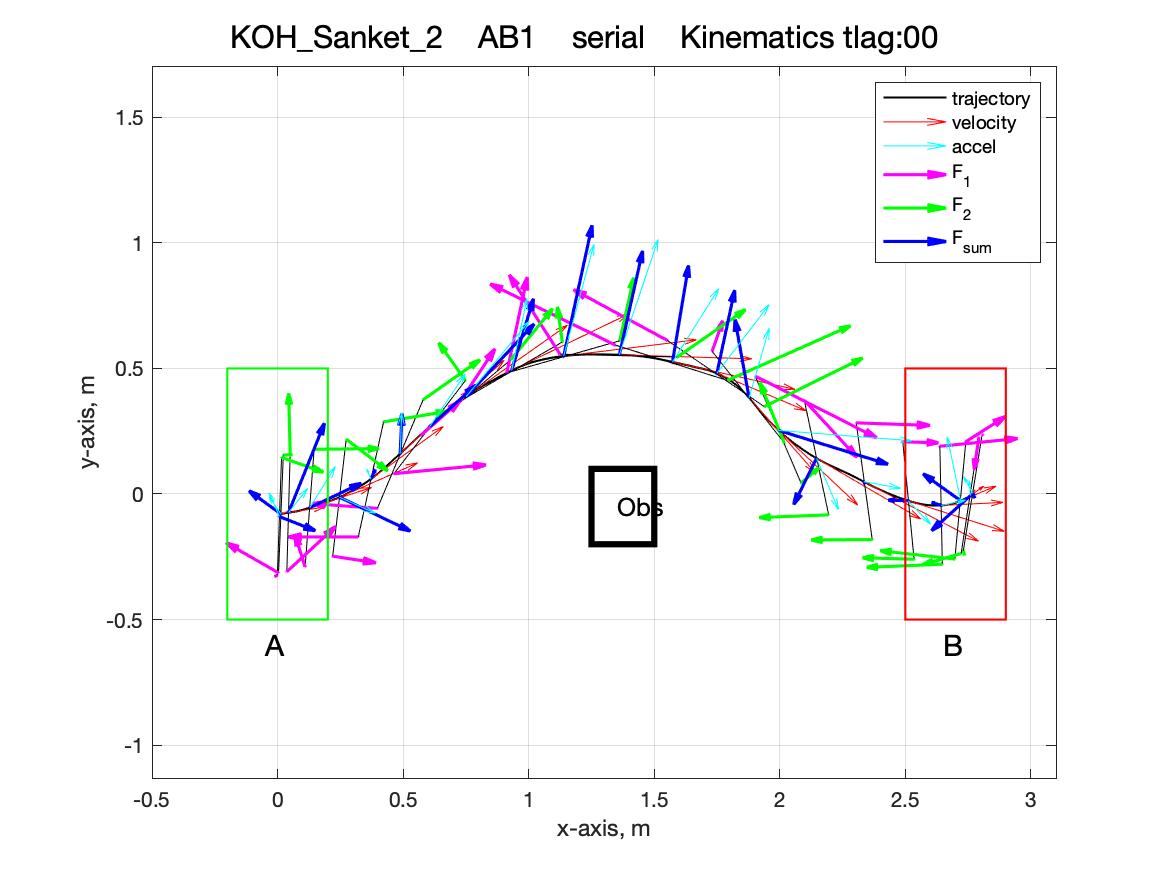 KOH_Sanket_2 AB1 serial Kinematics tlag:00
trajectory
velocity
accel
F1
F2
Fsum
1.5
1
0.5
0
-0.5
-1
y-axis, m
Obs
A
B
-0.5 0 0.5 1 1.5 2 2.5 3
x-axis, m